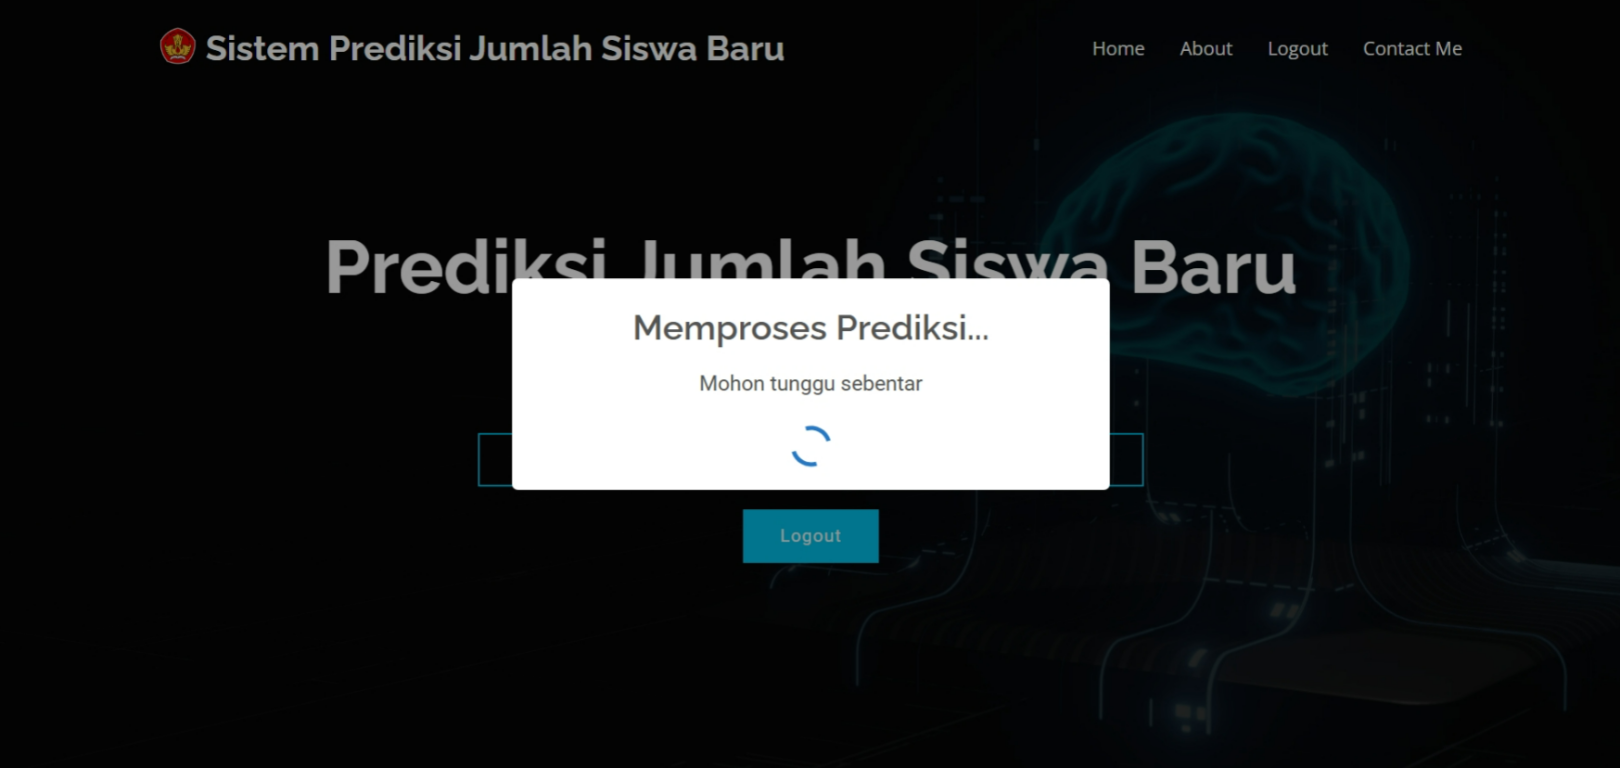 Sistem Prediksi Jumlah Siswa Baru
Home About Logout Contact Me
Prediksi Jumlah Siswa Baru
Memproses Prediksi...
Mohon tunggu sebentar
Logout